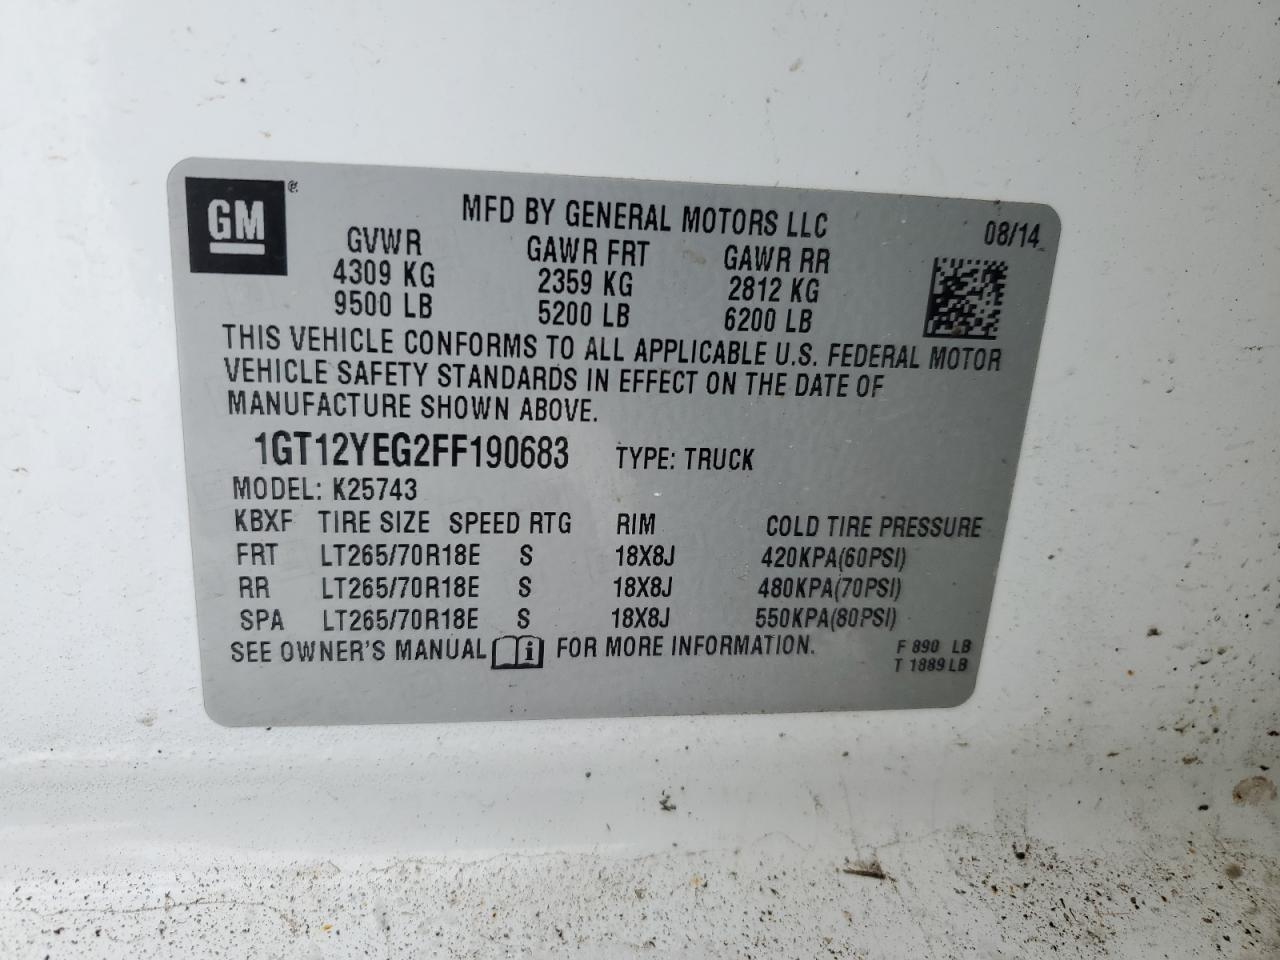 GM ®
MFD BY GENERAL MOTORS LLC 08/14
GVWR GAWR FRT GAWR RR
4309 KG 2359 KG 2812 KG
9500 LB 5200 LB 6200 LB
THIS VEHICLE CONFORMS TO ALL APPLICABLE U.S. FEDERAL MOTOR
VEHICLE SAFETY STANDARDS IN EFFECT ON THE DATE OF
MANUFACTURE SHOWN ABOVE.
1GT12YEG2FF190683 TYPE: TRUCK
MODEL: K25743
KBXF TIRE SIZE SPEED RTG RIM COLD TIRE PRESSURE
FRT LT265/70R18E S 18X8J 420KPA(60PSI)
RR LT265/70R18E S 18X8J 480KPA(70PSI)
SPA LT265/70R18E S 18X8J 550KPA(80PSI)
SEE OWNER'S MANUAL i FOR MORE INFORMATION.
F 890 LB
T 1889 LB